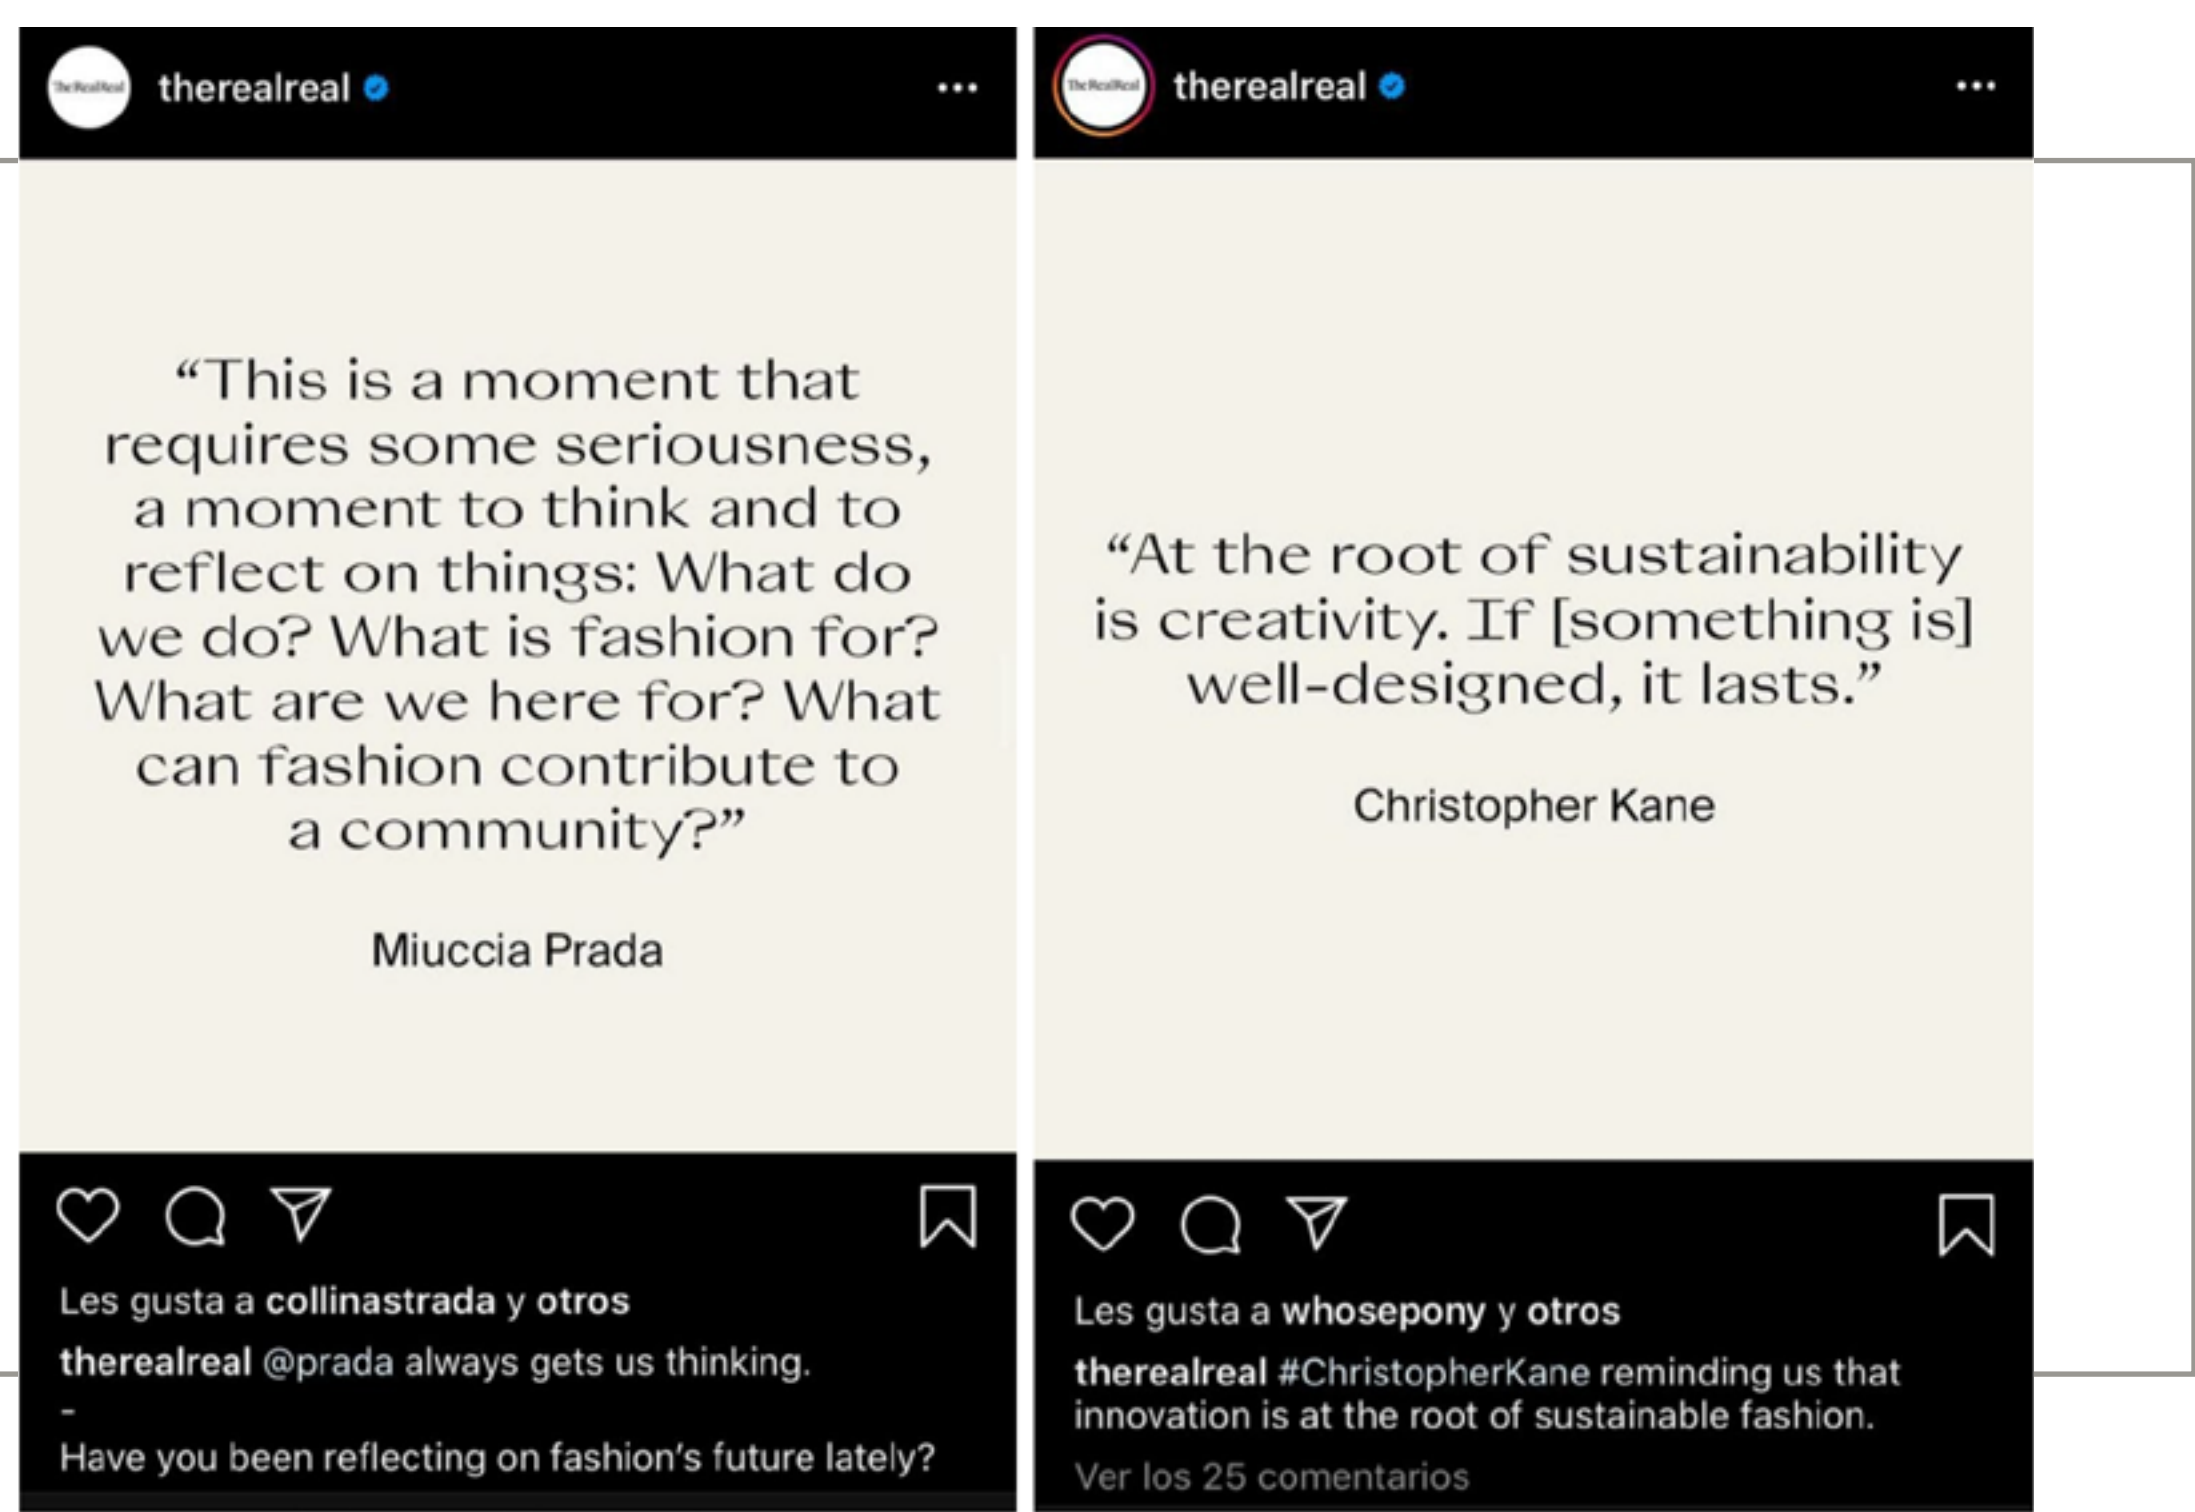 The RealReal
therealreal
“This is a moment that
requires some seriousness,
a moment to think and to
reflect on things: What do
we do? What is fashion for?
What are we here for? What
can fashion contribute to
a community?”
Miuccia Prada
Les gusta a collinastrada y otros
therealreal @prada always gets us thinking.
-
Have you been reflecting on fashion’s future lately?
The RealReal
therealreal
“At the root of sustainability
is creativity. If [something is]
well-designed, it lasts.”
Christopher Kane
Les gusta a whosepony y otros
therealreal #ChristopherKane reminding us that
innovation is at the root of sustainable fashion.
Ver los 25 comentarios